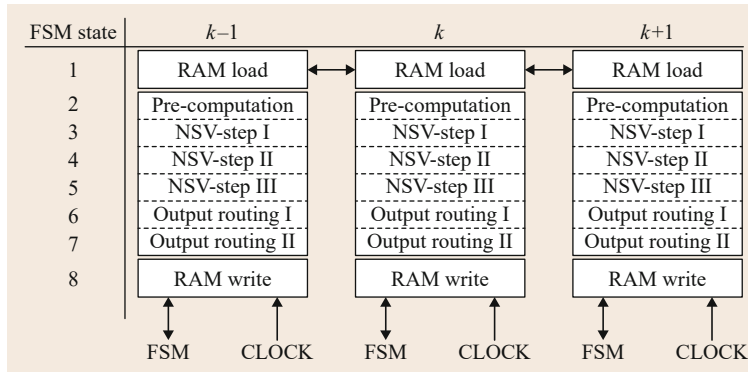 FSM state k–1 k k+1
1 RAM load RAM load RAM load
2 Pre-computation Pre-computation Pre-computation
3 NSV-step I NSV-step I NSV-step I
4 NSV-step II NSV-step II NSV-step II
5 NSV-step III NSV-step III NSV-step III
6 Output routing I Output routing I Output routing I
7 Output routing II Output routing II Output routing II
8 RAM write RAM write RAM write
FSM CLOCK FSM CLOCK FSM CLOCK